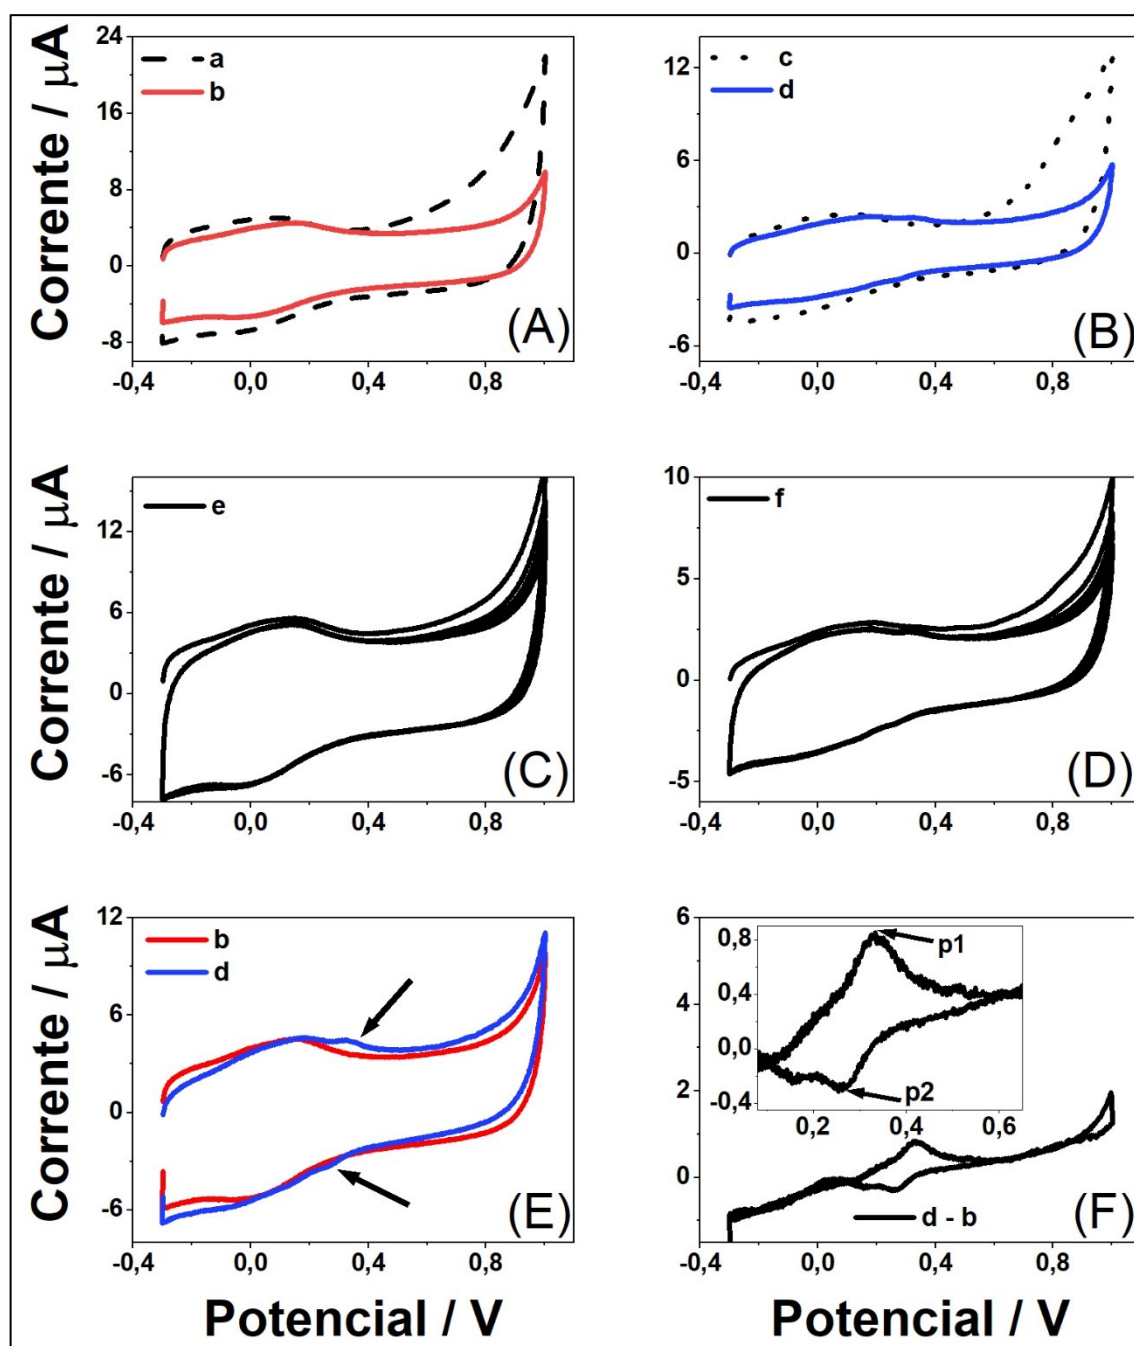 Corrente / μA
24
16
8
0
-8
-0,4
0,0
0,4
0,8
a
b
(A)
12
6
0
-6
-0,4
0,0
0,4
0,8
c
d
(B)
Corrente / μA
12
6
0
-6
-0,4
0,0
0,4
0,8
e
(C)
10
5
0
-5
-0,4
0,0
0,4
0,8
f
(D)
Corrente / μA
12
6
0
-6
-0,4
0,0
0,4
0,8
b
d
(E)
Potencial / V
6
4
2
0
-0,4
0,0
0,4
0,8
0,8
0,4
0,0
-0,4
0,2
0,4
0,6
p1
p2
d - b
(F)
Potencial / V